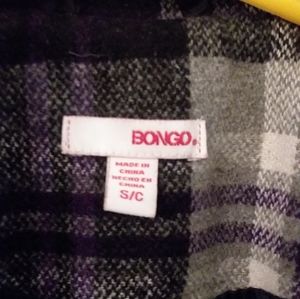 BONGO.
MADE IN
CHINA
HECHO EN
CHINA
S/C